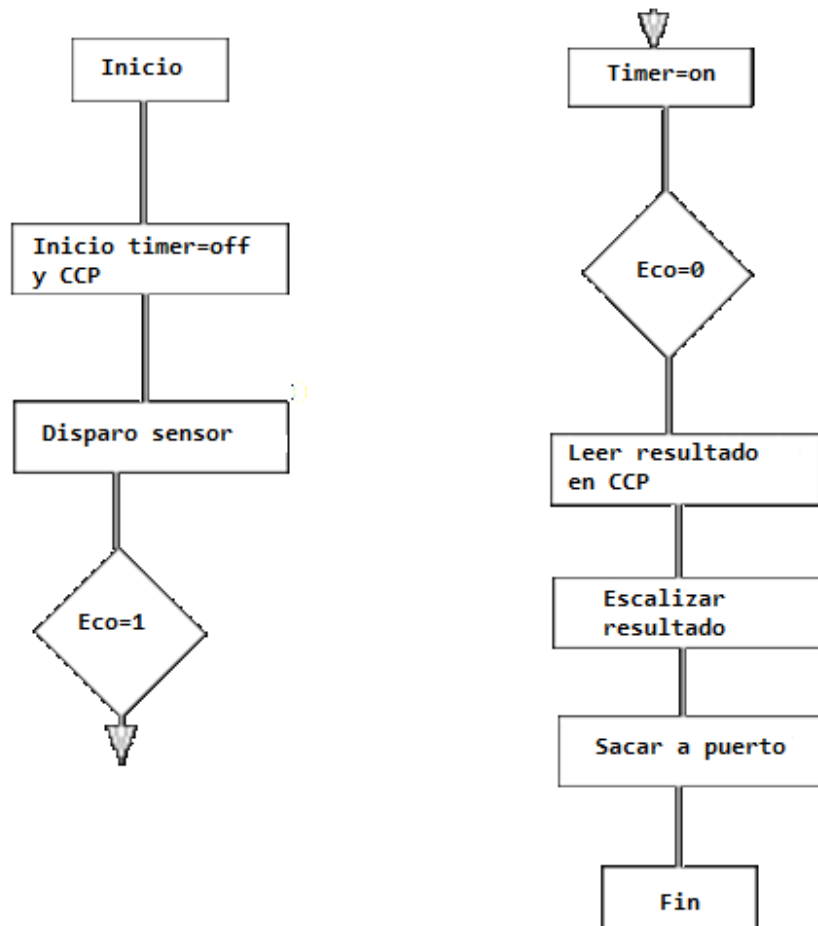 Inicio
Inicio timer=off
y CCP
Disparo sensor
Eco=1
Timer=on
Eco=0
Leer resultado
en CCP
Escalizar
resultado
Sacar a puerto
Fin